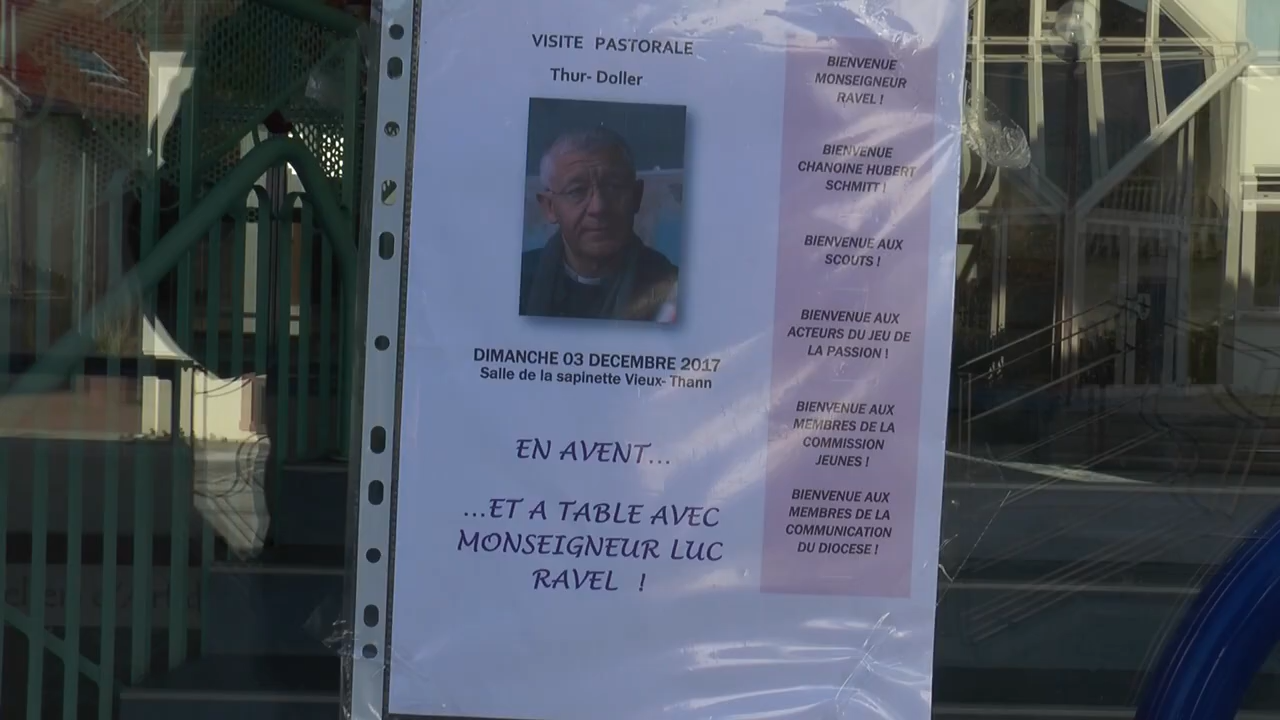 VISITE PASTORALE
Thur- Doller
DIMANCHE 03 DECEMBRE 2017
Salle de la sapinette Vieux- Thann
EN AVENT...
...ET A TABLE AVEC
MONSEIGNEUR LUC
RAVEL !
BIENVENUE
MONSEIGNEUR
RAVEL !
BIENVENUE
CHANOINE HUBERT
SCHMITT !
BIENVENUE AUX
SCOUTS !
BIENVENUE AUX
ACTEURS DU JEU DE
LA PASSION !
BIENVENUE AUX
MEMBRES DE LA
COMMISSION
JEUNES !
BIENVENUE AUX
MEMBRES DE LA
COMMUNICATION
DU DIOCESE !